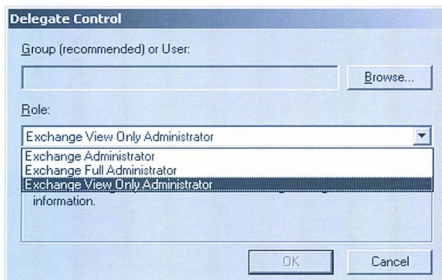 Delegate Control
Group (recommended) or User:
Browse...
Role:
Exchange View Only Administrator
Exchange Administrator
Exchange Full Administrator
Exchange View Only Administrator
information.
OK
Cancel